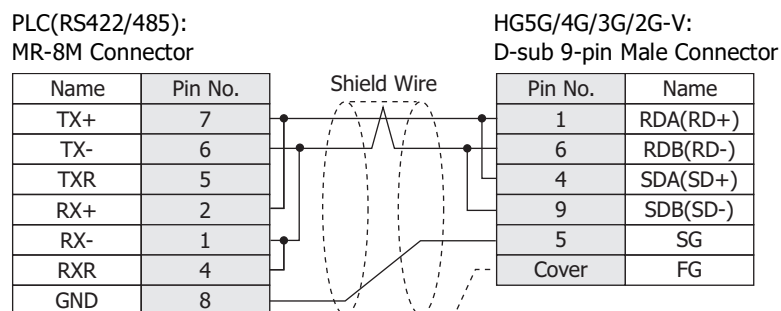 PLC(RS422/485):
MR-8M Connector
HG5G/4G/3G/2G-V:
D-sub 9-pin Male Connector
Name Pin No. Shield Wire Pin No. Name
TX+ 7 1 RDA(RD+)
TX- 6 6 RDB(RD-)
TXR 5 4 SDA(SD+)
RX+ 2 9 SDB(SD-)
RX- 1 5 SG
RXR 4 Cover FG
GND 8